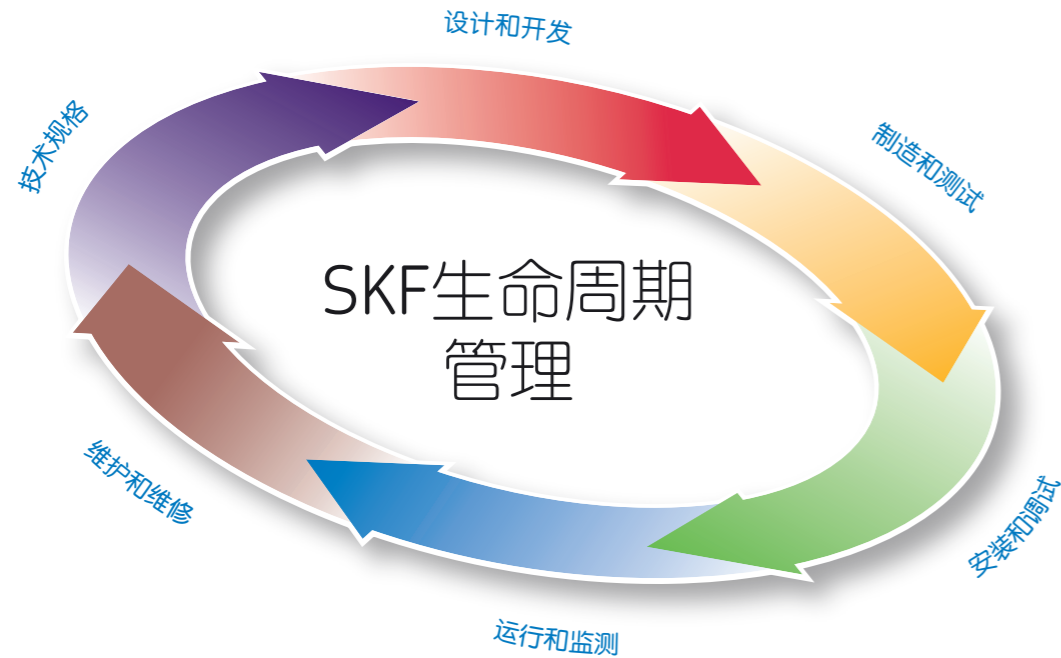 设计和开发
技术规格
制造和测试
SKF生命周期
管理
维护和维修
安装和调试
运行和监测